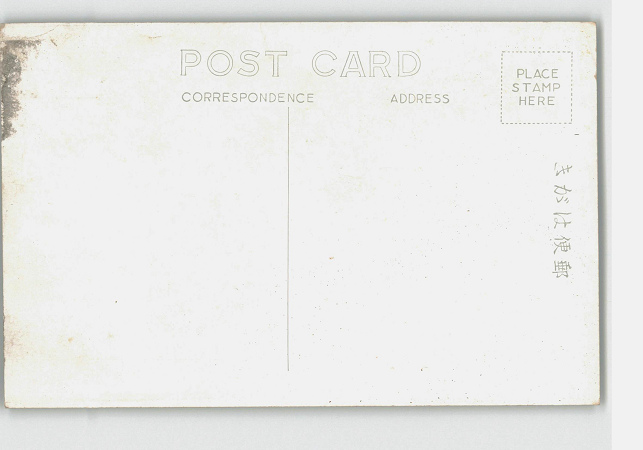 POST CARD
CORRESPONDENCE
ADDRESS
PLACE
STAMP
HERE
きがは便郵